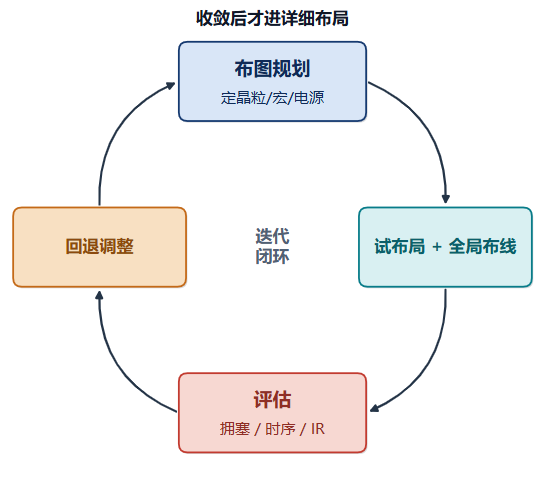 收敛后才进详细布局
布图规划
定晶粒/宏/电源
回退调整
迭代
闭环
试布局 + 全局布线
评估
拥塞 / 时序 / IR